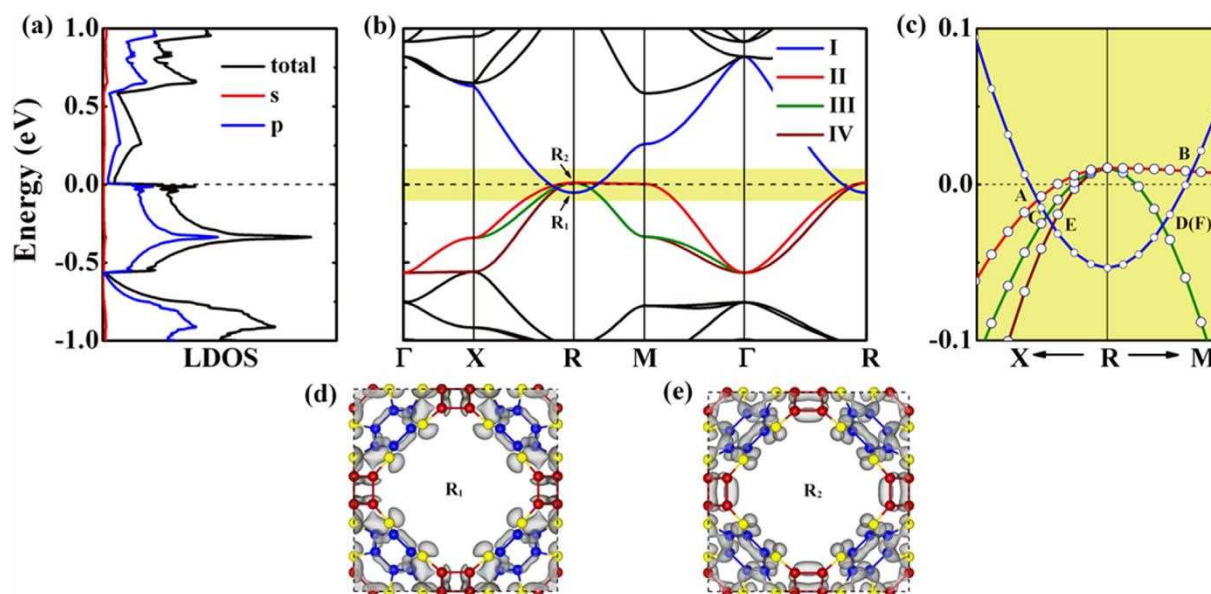 (a)
(b)
(c)
Energy (eV)
1.0
0.5
0.0
-0.5
-1.0
total
s
p
LDOS
I
II
III
IV
R₂
R₁
Γ X R M Γ R
0.1
0.0
-0.1
A
B
C
E
D(F)
X ← R → M
(d)
R₁
(e)
R₂